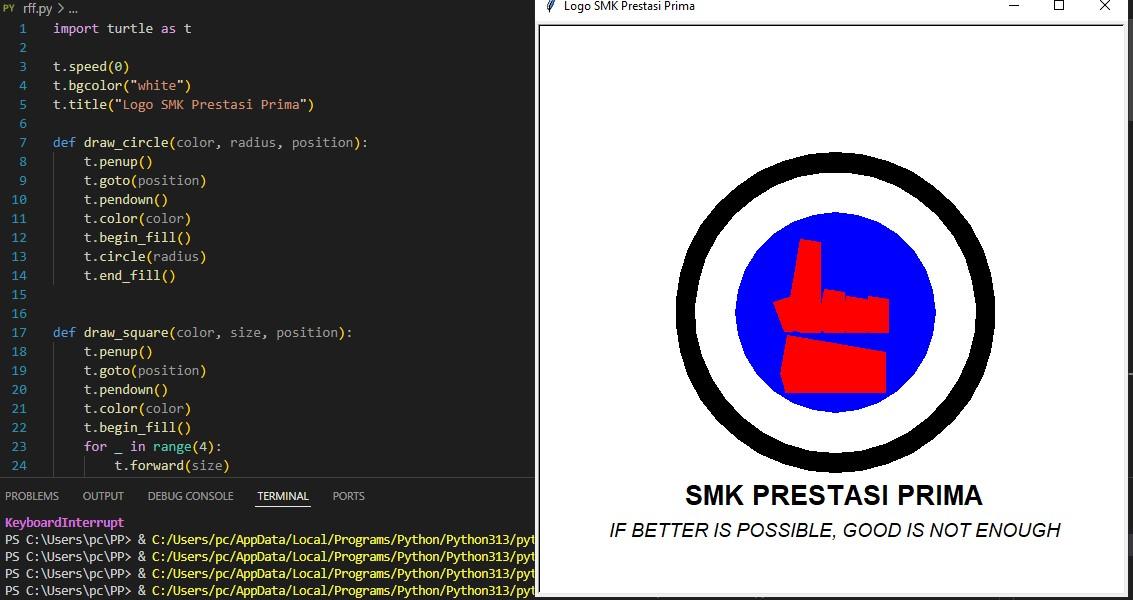 PY rff.py > ...
1 import turtle as t
2
3 t.speed(0)
4 t.bgcolor("white")
5 t.title("Logo SMK Prestasi Prima")
6
7 def draw_circle(color, radius, position):
8 t.penup()
9 t.goto(position)
10 t.pendown()
11 t.color(color)
12 t.begin_fill()
13 t.circle(radius)
14 t.end_fill()
15
16
17 def draw_square(color, size, position):
18 t.penup()
19 t.goto(position)
20 t.pendown()
21 t.color(color)
22 t.begin_fill()
23 for _ in range(4):
24 t.forward(size)
PROBLEMS OUTPUT DEBUG CONSOLE TERMINAL PORTS
KeyboardInterrupt
PS C:\Users\pc\PP> & C:/Users/pc/AppData/Local/Programs/Python/Python313/pyt
PS C:\Users\pc\PP> & C:/Users/pc/AppData/Local/Programs/Python/Python313/pyt
PS C:\Users\pc\PP> & C:/Users/pc/AppData/Local/Programs/Python/Python313/pyt
PS C:\Users\pc\PP> & C:/Users/pc/AppData/Local/Programs/Python/Python313/pyt
Logo SMK Prestasi Prima
SMK PRESTASI PRIMA
IF BETTER IS POSSIBLE, GOOD IS NOT ENOUGH